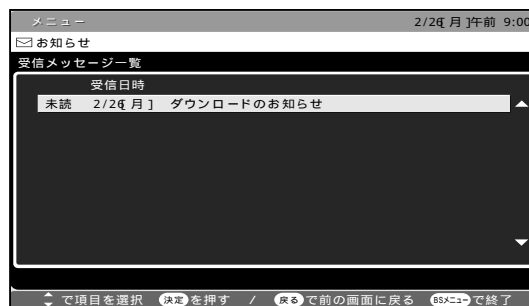 メニュー 2/26[月]午前 9:00
お知らせ
受信メッセージ一覧
受信日時
未読 2/26[月] ダウンロードのお知らせ
で項目を選択 決定を押す / 戻るで前の画面に戻る BSメニューで終了